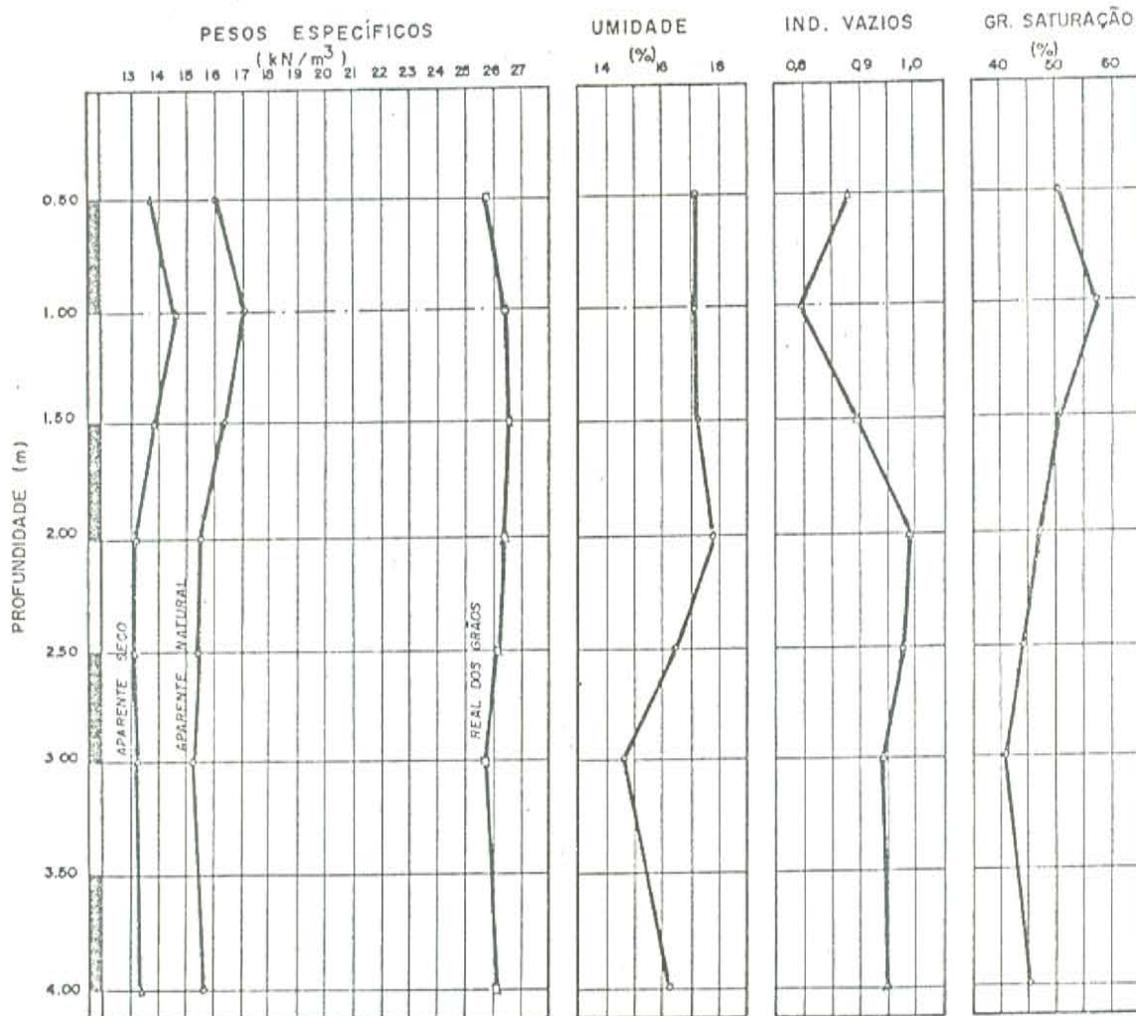 PESOS ESPECÍFICOS
(kN/m³)
13 14 15 16 17 18 19 20 21 22 23 24 25 26 27
UMIDADE
(%)
14 16 18
IND. VAZIOS
0,8 0,9 1,0
GR. SATURAÇÃO
(%)
40 50 60
PROFUNDIDADE (m)
0.50
1.00
1.50
2.00
2.50
3.00
3.50
4.00
APARENTE SECO
APARENTE NATURAL
REAL DOS GRÃOS